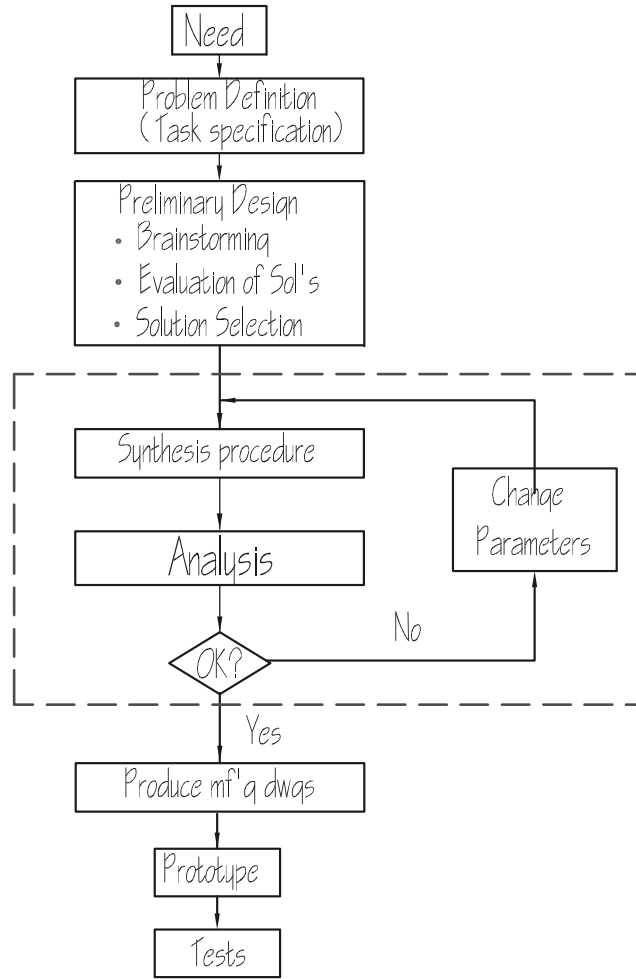 Need
Problem Definition
(Task specification)
Preliminary Design
• Brainstorming
• Evaluation of Sol's
• Solution Selection
Synthesis procedure
Change
Parameters
Analysis
No
OK?
Yes
Produce mf'g dwgs
Prototype
Tests